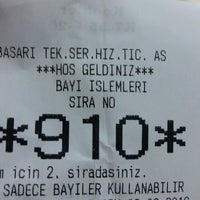 BASARI TEK.SER.HIZ.TIC. AS
***HOS GELDINIZ***
BAYI ISLEMLERI
SIRA NO
*910*
icin 2. siradasiniz.
SADECE BAYILER KULLANABILIR